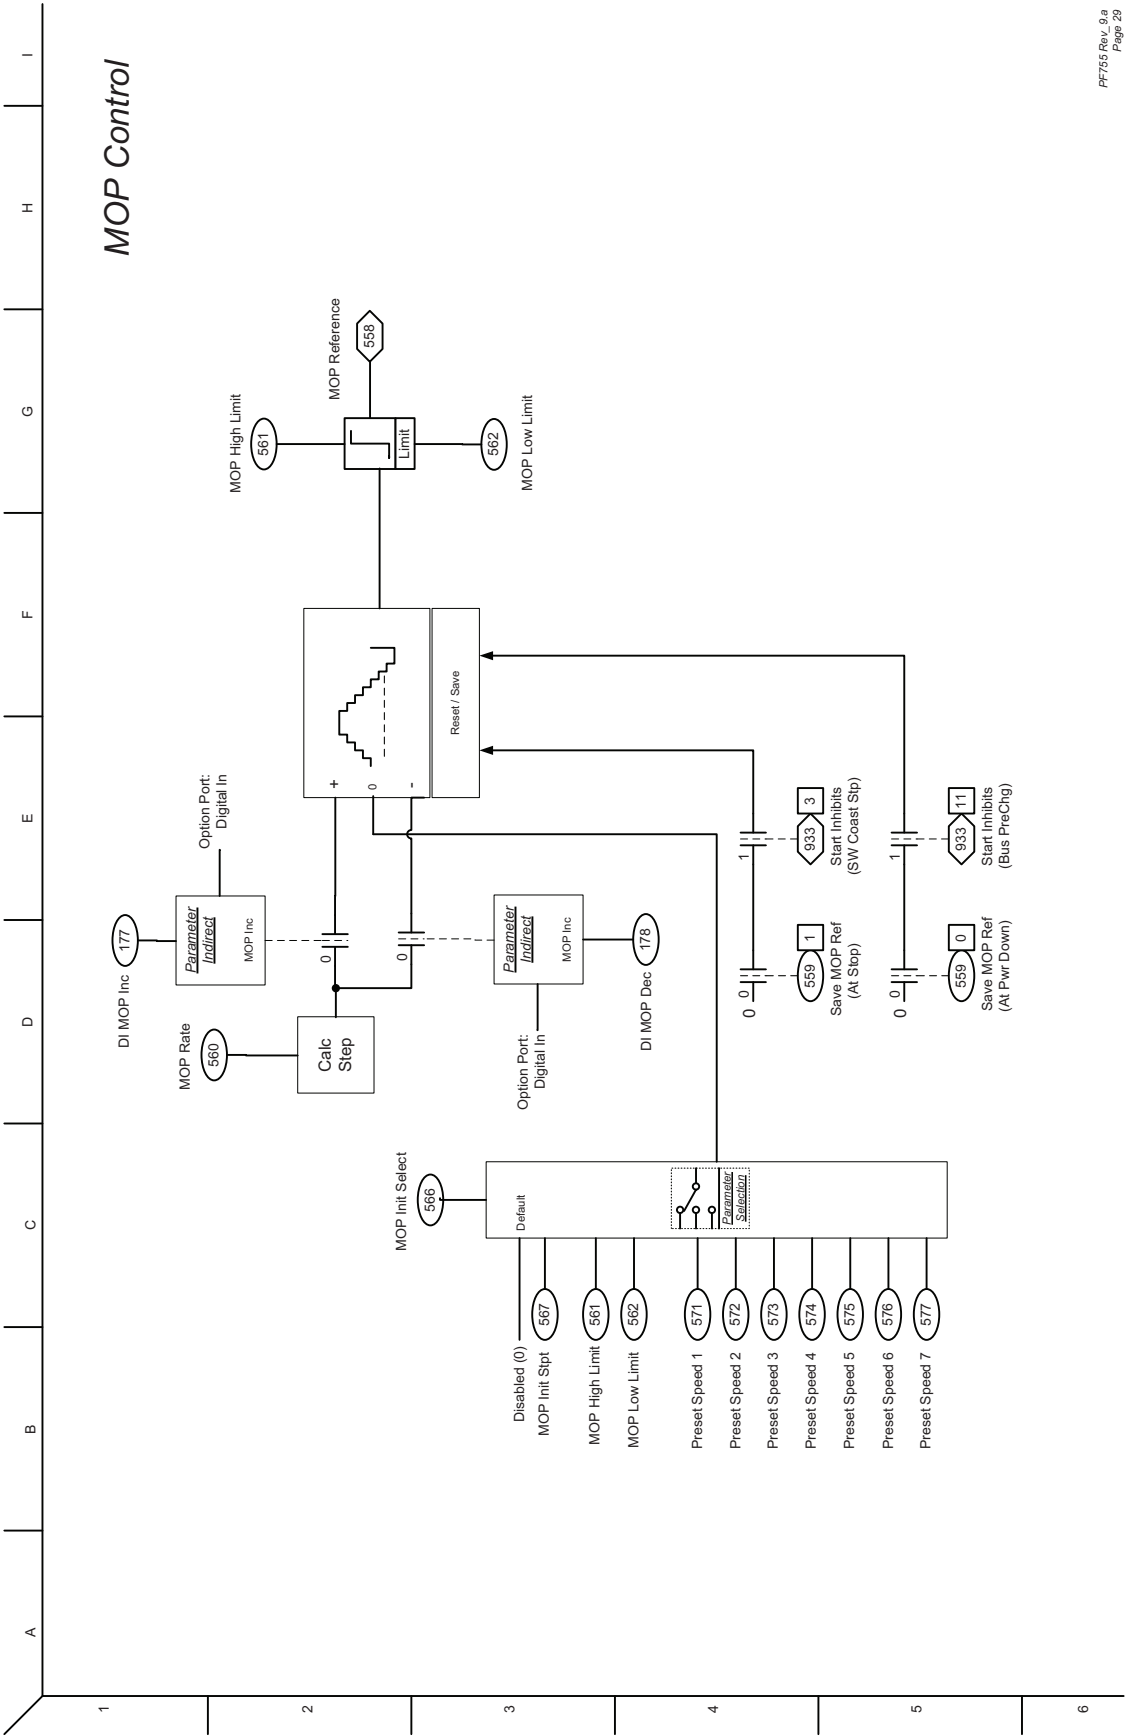 A
B
C
D
E
F
G
H
I
1
2
3
4
5
6
MOP Control
DI MOP Inc
177
Parameter
Indirect
MOP Inc
Option Port:
Digital In
MOP Rate
560
Calc
Step
0
0
+
0
-
Reset / Save
MOP High Limit
561
Limit
562
MOP Low Limit
MOP Reference
558
Option Port:
Digital In
Parameter
Indirect
MOP Inc
178
DI MOP Dec
MOP Init Select
566
Default
Parameter
Selection
Disabled (0)
MOP Init Stpt
567
MOP High Limit
561
MOP Low Limit
562
Preset Speed 1
571
Preset Speed 2
572
Preset Speed 3
573
Preset Speed 4
574
Preset Speed 5
575
Preset Speed 6
576
Preset Speed 7
577
0
0
1
559
1
Save MOP Ref
(At Stop)
933
3
Start Inhibits
(SW Coast Stp)
0
0
1
559
0
Save MOP Ref
(At Pwr Down)
933
11
Start Inhibits
(Bus PreChg)
PF755 Rev_9.a
Page 29